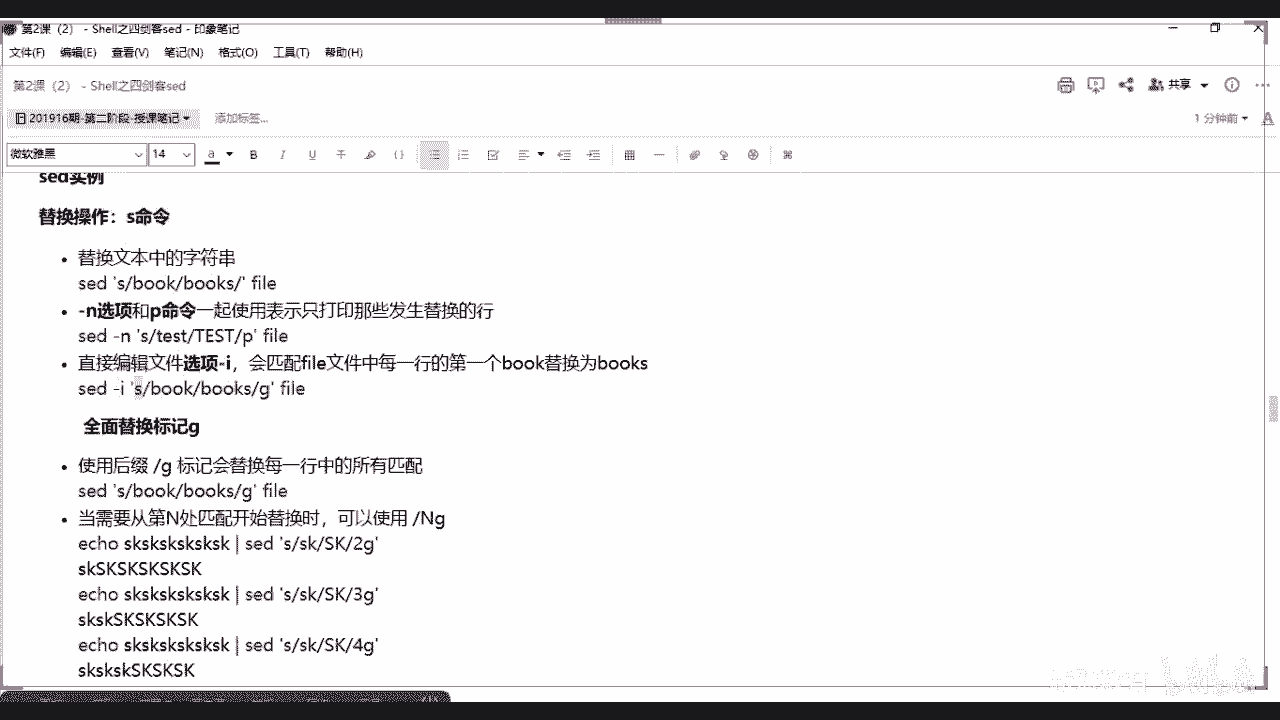 第2课（2） - Shell之四剑客sed - 印象笔记
文件(F) 编辑(E) 查看(V) 笔记(N) 格式(O) 工具(T) 帮助(H)
第2课（2） - Shell之四剑客sed
共享
201916期-第二阶段-授课笔记
添加标签...
1 分钟前
微软雅黑
14
sed实例
替换操作：s命令
替换文本中的字符串
sed 's/book/books/' file
-n选项和p命令一起使用表示只打印那些发生替换的行
sed -n 's/test/TEST/p' file
直接编辑文件选项-i，会匹配file文件中每一行的第一个book替换为books
sed -i 's/book/books/g' file
全面替换标记g
使用后缀 /g 标记会替换每一行中的所有匹配
sed 's/book/books/g' file
当需要从第N处匹配开始替换时，可以使用 /Ng
echo sksksksksksk | sed 's/sk/SK/2g'
skSKSKSKSKSK
echo sksksksksksk | sed 's/sk/SK/3g'
skskSKSKSKSK
echo sksksksksksk | sed 's/sk/SK/4g'
skskskSKSKSK